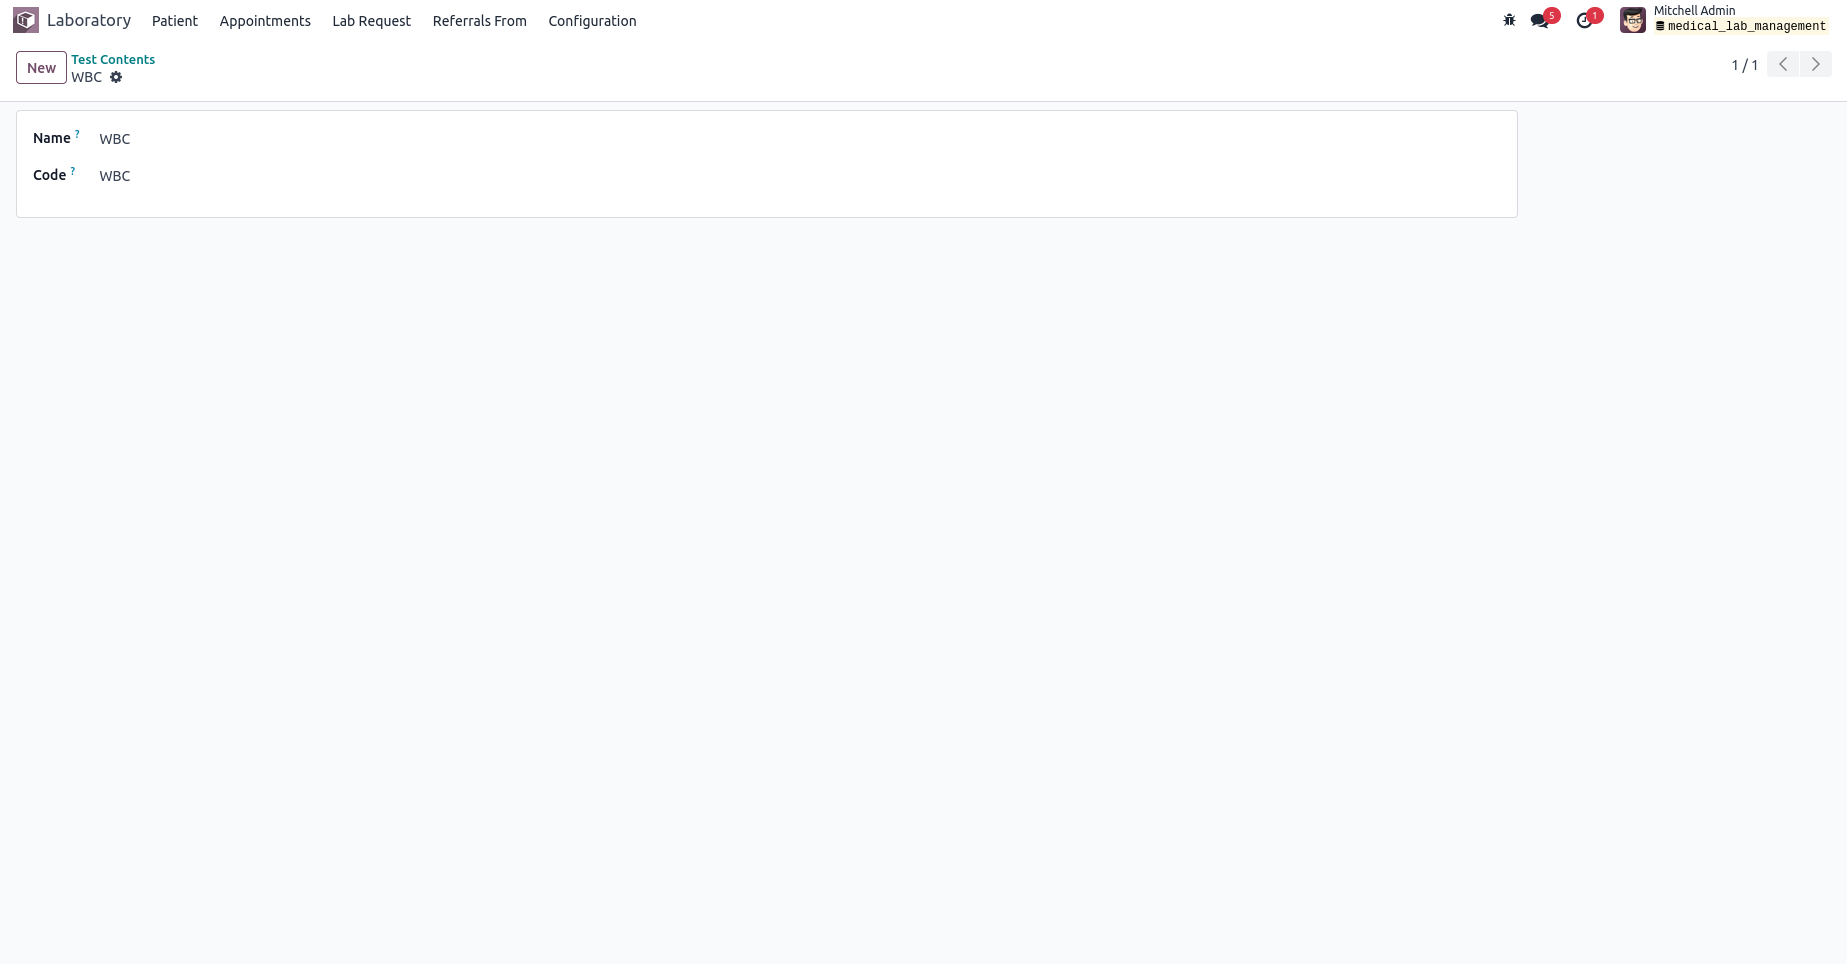 Laboratory Patient Appointments Lab Request Referrals From Configuration 5 1 Mitchell Admin
medical_lab_management
New Test Contents
WBC 1 / 1
Name ? WBC
Code ? WBC